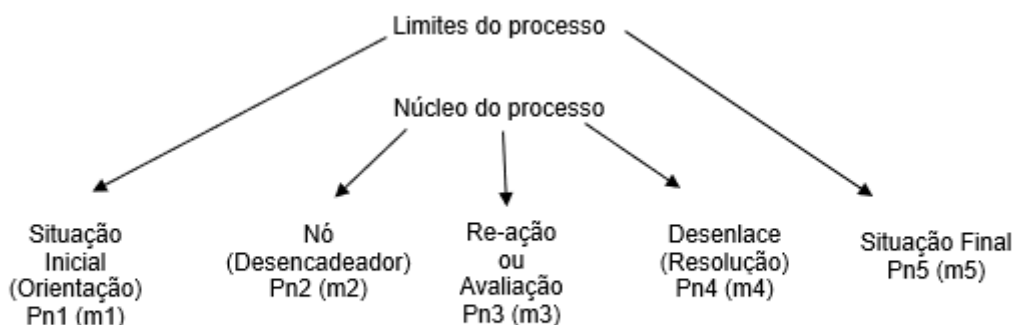 Limites do processo
Núcleo do processo
Situação
Inicial
(Orientação)
Pn1 (m1)
Nó
(Desencadeador)
Pn2 (m2)
Re-ação
ou
Avaliação
Pn3 (m3)
Desenlace
(Resolução)
Pn4 (m4)
Situação Final
Pn5 (m5)